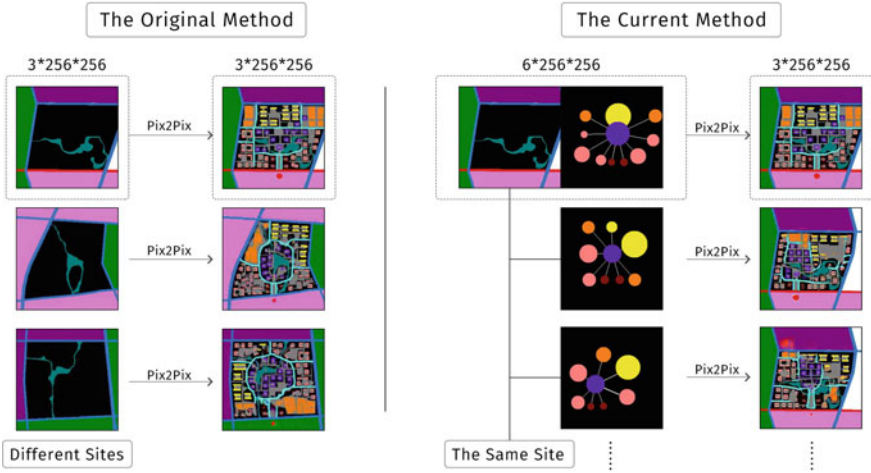 The Original Method
The Current Method
3*256*256
3*256*256
6*256*256
3*256*256
Pix2Pix
Pix2Pix
Pix2Pix
Pix2Pix
Pix2Pix
Pix2Pix
Different Sites
The Same Site